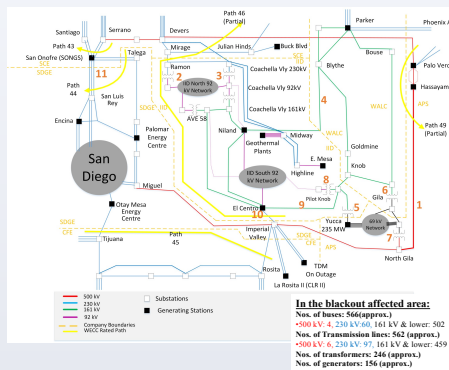 Path 46
(Partial)
Santiago
Serrano
Devers
Parker
Phoenix A
Path 43
Talega
Mirage
Julian Hinds
Buck Blvd
Bouse
San Onofre (SONGS)
SCE
SDGE
SCE
IID
Ramon
Coachella Vly 230kV
Blythe
Palo Verd
11
2
3
IID North 92
kV Network
Coachella Vly 92kV
Hassayam
Path
44
San Luis
Rey
SDGE
IID
Coachella Vly 161kV
4
WALC
APS
Encina
AVE 58
Niland
Midway
Path 49
(Partial)
Palomar
Energy
Centre
Geothermal
Plants
WALC
IID
Goldmine
San
Diego
E. Mesa
Highline
Knob
IID South 92
kV Network
8
6
Miguel
Pilot Knob
Gila
1
Otay Mesa
Energy
Centre
El Centro
9
5
10
Yucca
235 MW
69 kV
Network
7
SDGE
CFE
Imperial
Valley
SDGE
CFE
APS
North Gila
Tijuana
Path
45
Rosita
TDM
On Outage
La Rosita II (CLR II)
500 kV
230 kV
161 kV
92 kV
Substations
Generating Stations
Company Boundaries
WECC Rated Path
In the blackout affected area:
Nos. of buses: 566(approx.)
•500 kV: 4, 230 kV:60, 161 kV & lower: 502
Nos. of Transmission lines: 562 (approx.)
•500 kV: 6, 230 kV: 97, 161 kV & lower: 459
Nos. of transformers: 246 (approx.)
Nos. of generators: 156 (approx.)